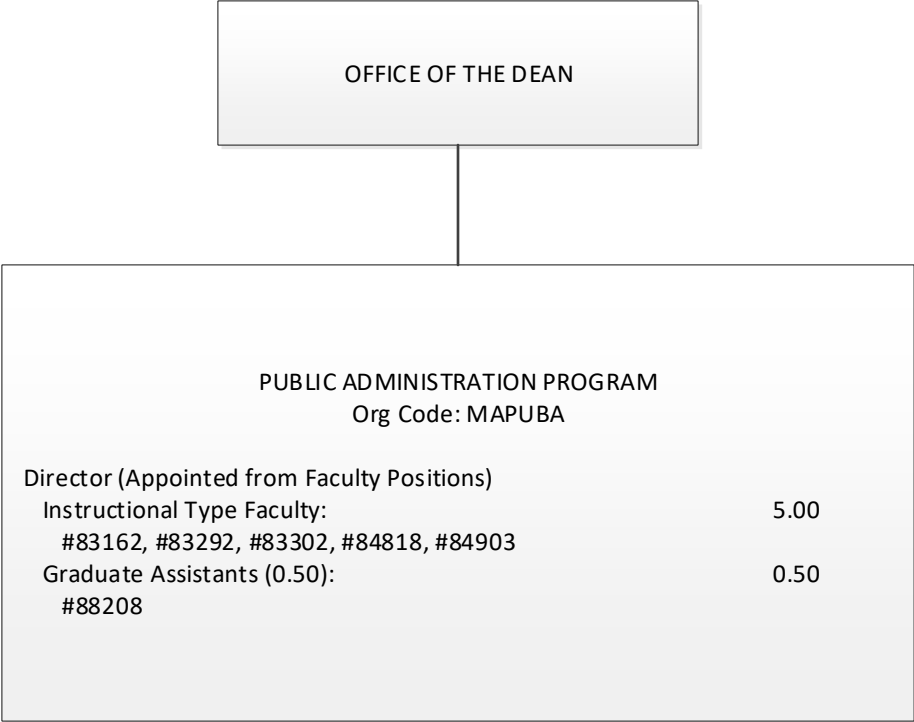 OFFICE OF THE DEAN
PUBLIC ADMINISTRATION PROGRAM
Org Code: MAPUBA
Director (Appointed from Faculty Positions)
Instructional Type Faculty: 5.00
#83162, #83292, #83302, #84818, #84903
Graduate Assistants (0.50): 0.50
#88208